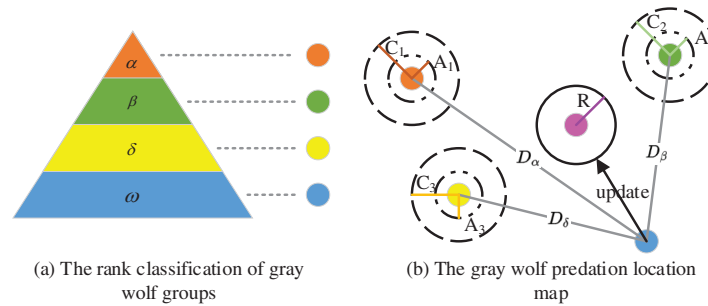 α
β
δ
ω
(a) The rank classification of gray
wolf groups
C1
A1
C2
A
R
Dα
Dβ
C3
A3
Dδ
update
(b) The gray wolf predation location
map